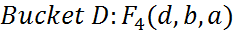 Bucket D: F₄(d, b, a)